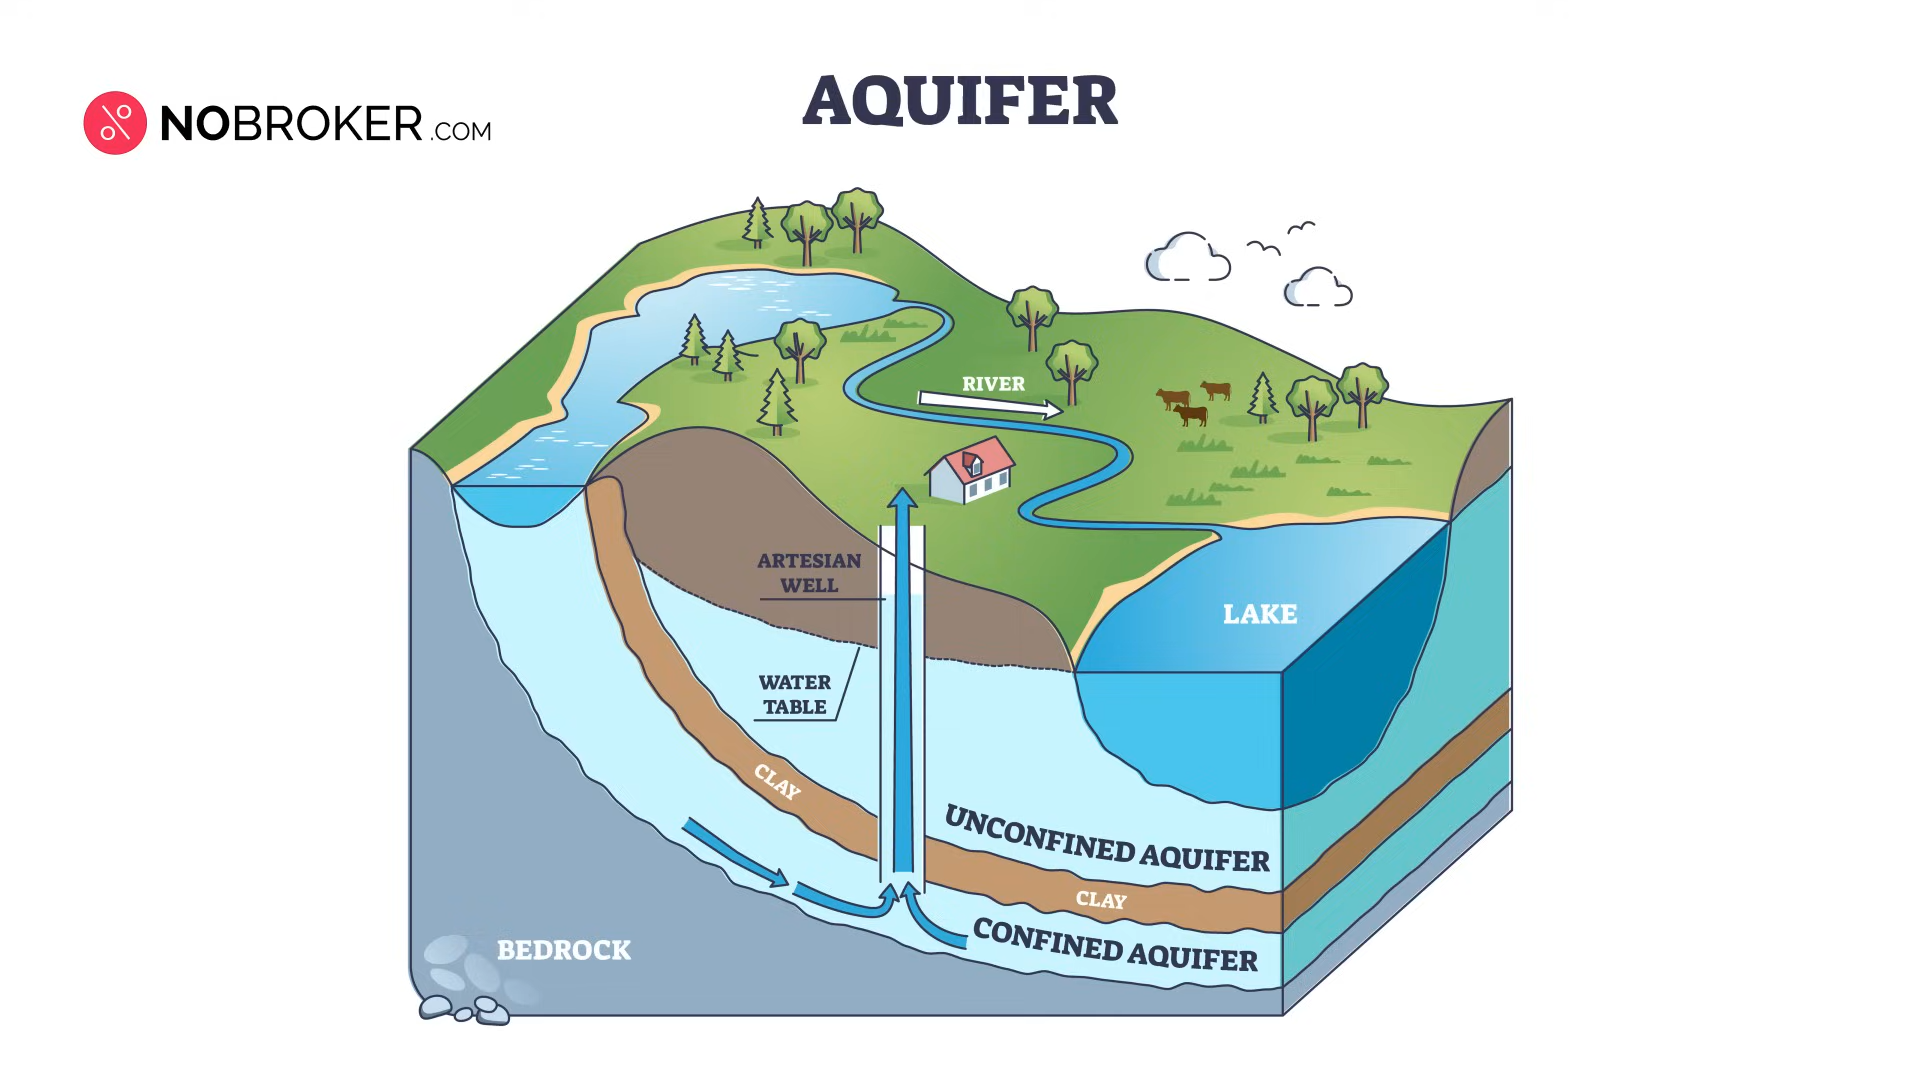 AQUIFER
NOBROKER.COM
RIVER
ARTESIAN
WELL
LAKE
WATER
TABLE
CLAY
UNCONFINED AQUIFER
CLAY
CONFINED AQUIFER
BEDROCK